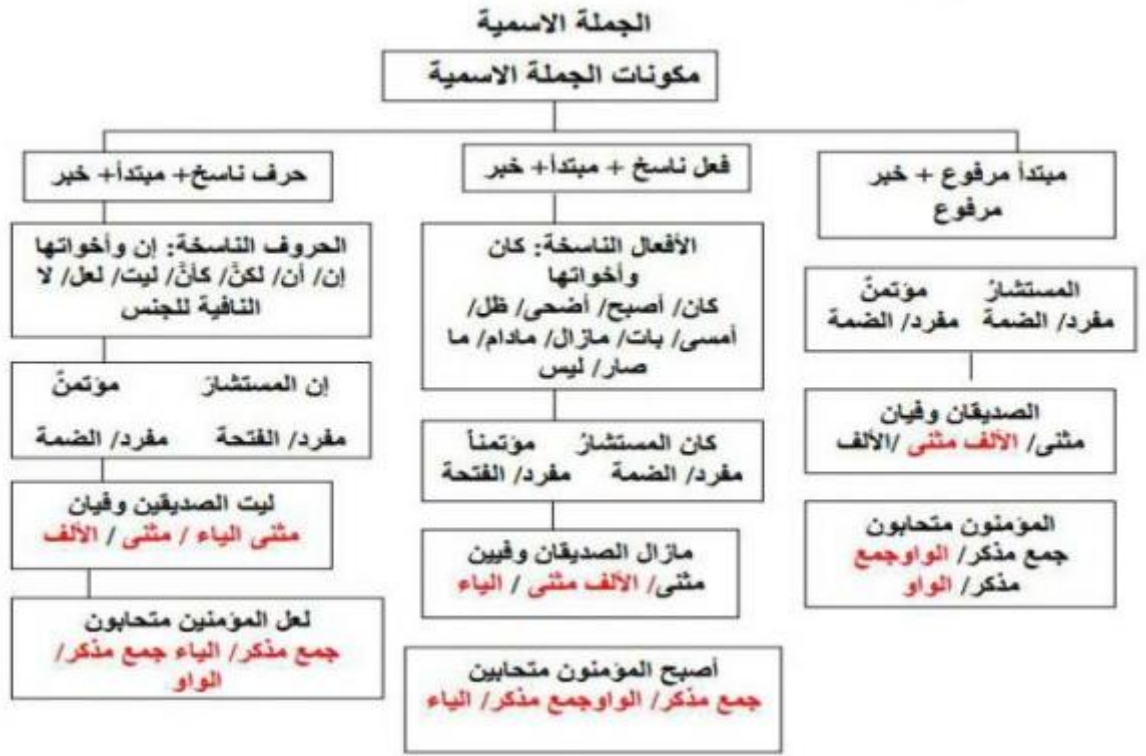 الجملة الاسمية
مكونات الجملة الاسمية
مبتدأ مرفوع + خبر
مرفوع
المستشارُ مؤتمنٌ
مفرد/ الضمة مفرد/ الضمة
الصديقان وفيان
مثنى/ الألف مثنى /الألف
المؤمنون متحابون
جمع مذكر/ الواوجمع
مذكر/ الواو
فعل ناسخ + مبتدأ+ خبر
الأفعال الناسخة: كان
وأخواتها
كان/ أصبح/ أضحى/ ظل/
أمسى/ بات/ مازال/ مادام/ ما
صار/ ليس
كان المستشارُ مؤتمناً
مفرد/ الضمة مفرد/ الفتحة
مازال الصديقان وفيين
مثنى/ الألف مثنى / الياء
أصبح المؤمنون متحابين
جمع مذكر/ الواوجمع مذكر/ الياء
حرف ناسخ+ مبتدأ+ خبر
الحروف الناسخة: إن وأخواتها
إن/ أن/ لكنَّ/ كأنَّ/ ليت/ لعل/ لا
النافية للجنس
إن المستشارَ مؤتمنٌ
مفرد/ الفتحة مفرد/ الضمة
ليت الصديقين وفيان
مثنى الياء / مثنى / الألف
لعل المؤمنين متحابون
جمع مذكر/ الياء جمع مذكر/
الواو